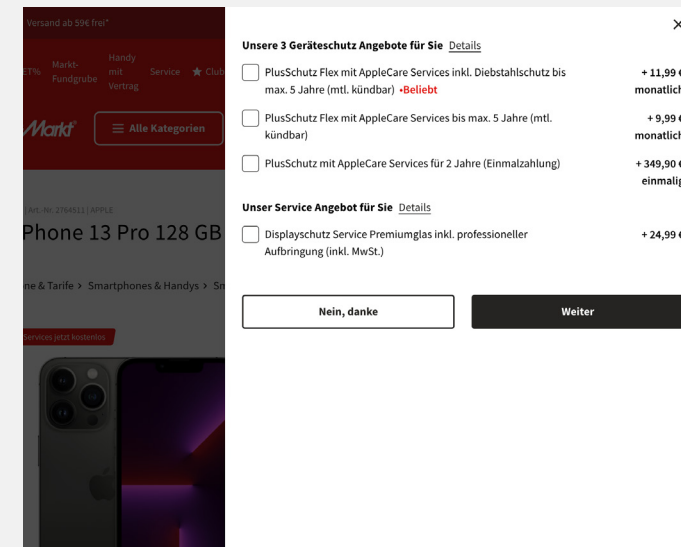 Versand ab 59€ frei*
ET% Markt-Fundgrube Handy mit Vertrag Service Club
Markt Alle Kategorien
| Art.-Nr. 2764511 | APPLE
Phone 13 Pro 128 GB
ne & Tarife > Smartphones & Handys > Sm
Services jetzt kostenlos
Unsere 3 Geräteschutz Angebote für Sie Details
PlusSchutz Flex mit AppleCare Services inkl. Diebstahlschutz bis + 11,99 €
max. 5 Jahre (mtl. kündbar) •Beliebt monatlich
PlusSchutz Flex mit AppleCare Services bis max. 5 Jahre (mtl. + 9,99 €
kündbar) monatlich
PlusSchutz mit AppleCare Services für 2 Jahre (Einmalzahlung) + 349,90 €
einmalig
Unser Service Angebot für Sie Details
Displayschutz Service Premiumglas inkl. professioneller + 24,99 €
Aufbringung (inkl. MwSt.)
Nein, danke Weiter